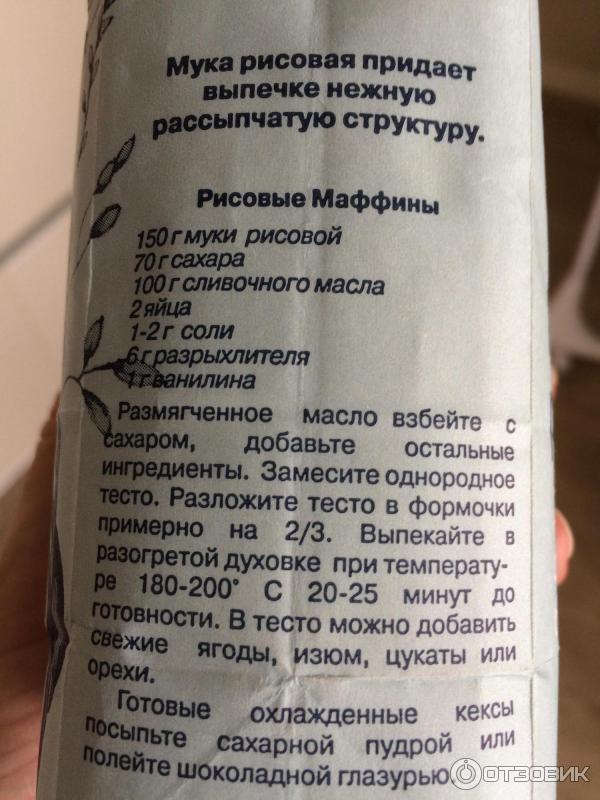 Мука рисовая придает
выпечке нежную
рассыпчатую структуру.
Рисовые Маффины
150 г муки рисовой
70 г сахара
100 г сливочного масла
2 яйца
1-2 г соли
6 г разрыхлителя
1 г ванилина
Размягченное масло взбейте с
сахаром, добавьте остальные
ингредиенты. Замесите однородное
тесто. Разложите тесто в формочки
примерно на 2/3. Выпекайте в
разогретой духовке при температу-
ре 180-200° С 20-25 минут до
готовности. В тесто можно добавить
свежие ягоды, изюм, цукаты или
орехи.
Готовые охлажденные кексы
посыпьте сахарной пудрой или
полейте шоколадной глазурью.
ОТЗОВИК